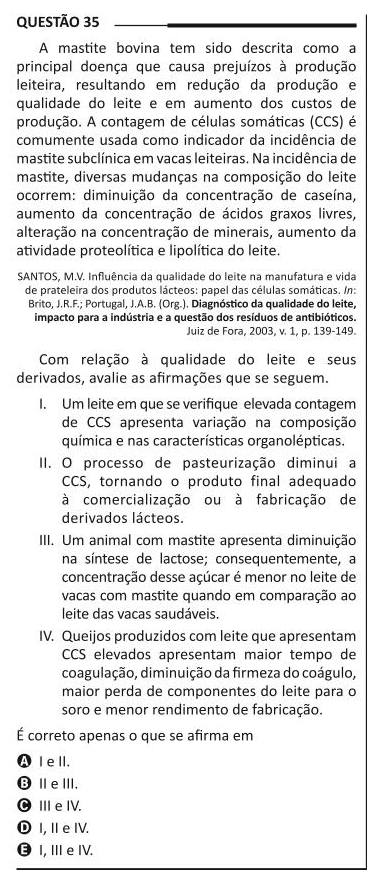 QUESTÃO 35
A mastite bovina tem sido descrita como a
principal doença que causa prejuízos à produção
leiteira, resultando em redução da produção e
qualidade do leite e em aumento dos custos de
produção. A contagem de células somáticas (CCS) é
comumente usada como indicador da incidência de
mastite subclínica em vacas leiteiras. Na incidência de
mastite, diversas mudanças na composição do leite
ocorrem: diminuição da concentração de caseína,
aumento da concentração de ácidos graxos livres,
alteração na concentração de minerais, aumento da
atividade proteolítica e lipolítica do leite.
SANTOS, M.V. Influência da qualidade do leite na manufatura e vida
de prateleira dos produtos lácteos: papel das células somáticas. In:
Brito, J.R.F.; Portugal, J.A.B. (Org.). Diagnóstico da qualidade do leite,
impacto para a indústria e a questão dos resíduos de antibióticos.
Juiz de Fora, 2003, v. 1, p. 139-149.
Com relação à qualidade do leite e seus
derivados, avalie as afirmações que se seguem.
I. Um leite em que se verifique elevada contagem
de CCS apresenta variação na composição
química e nas características organolépticas.
II. O processo de pasteurização diminui a
CCS, tornando o produto final adequado
à comercialização ou à fabricação de
derivados lácteos.
III. Um animal com mastite apresenta diminuição
na síntese de lactose; consequentemente, a
concentração desse açúcar é menor no leite de
vacas com mastite quando em comparação ao
leite das vacas saudáveis.
IV. Queijos produzidos com leite que apresentam
CCS elevados apresentam maior tempo de
coagulação, diminuição da firmeza do coágulo,
maior perda de componentes do leite para o
soro e menor rendimento de fabricação.
É correto apenas o que se afirma em
A I e II.
B II e III.
C III e IV.
D I, II e IV.
E I, III e IV.